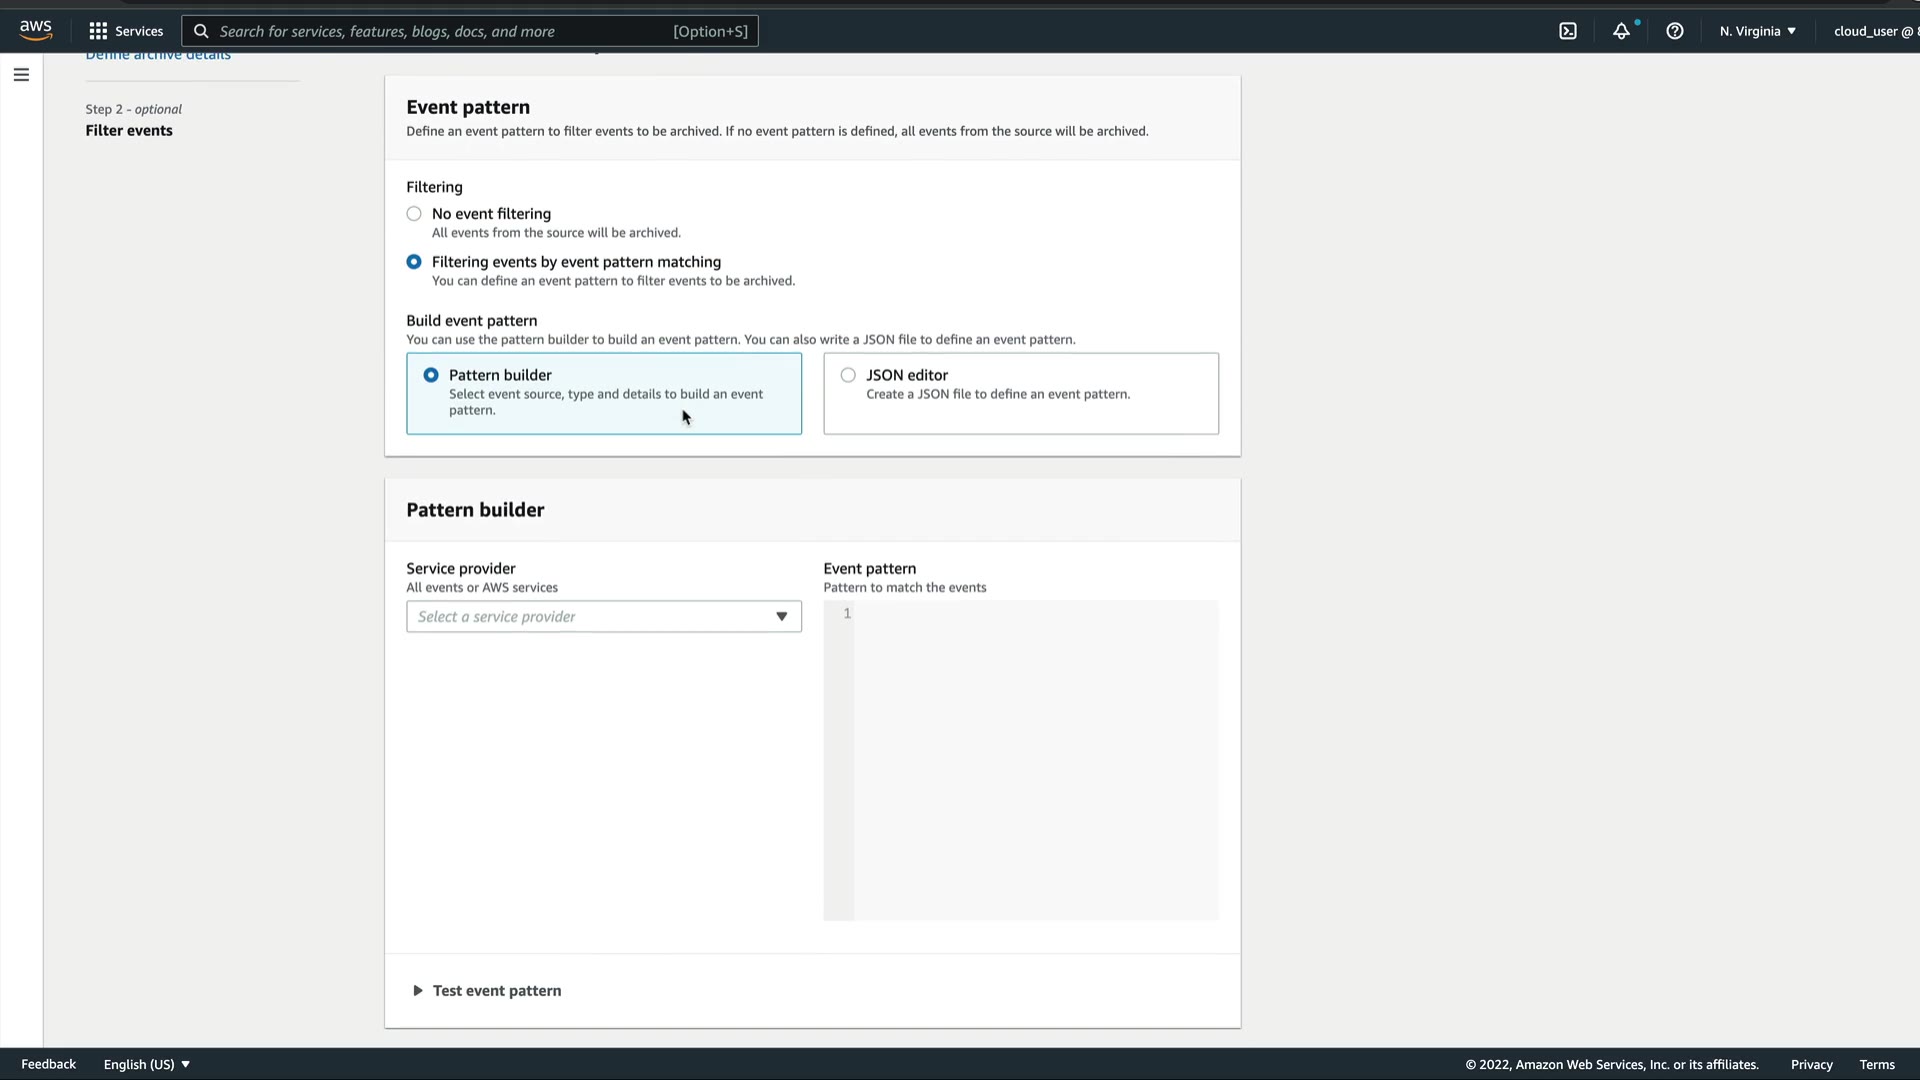 aws
Services
Search for services, features, blogs, docs, and more
[Option+S]
N. Virginia
cloud_user @
Define archive details
Step 2 - optional
Filter events
Event pattern
Define an event pattern to filter events to be archived. If no event pattern is defined, all events from the source will be archived.
Filtering
No event filtering
All events from the source will be archived.
Filtering events by event pattern matching
You can define an event pattern to filter events to be archived.
Build event pattern
You can use the pattern builder to build an event pattern. You can also write a JSON file to define an event pattern.
Pattern builder
Select event source, type and details to build an event
pattern.
JSON editor
Create a JSON file to define an event pattern.
Pattern builder
Service provider
All events or AWS services
Select a service provider
Event pattern
Pattern to match the events
1
Test event pattern
Feedback
English (US)
© 2022, Amazon Web Services, Inc. or its affiliates.
Privacy
Terms